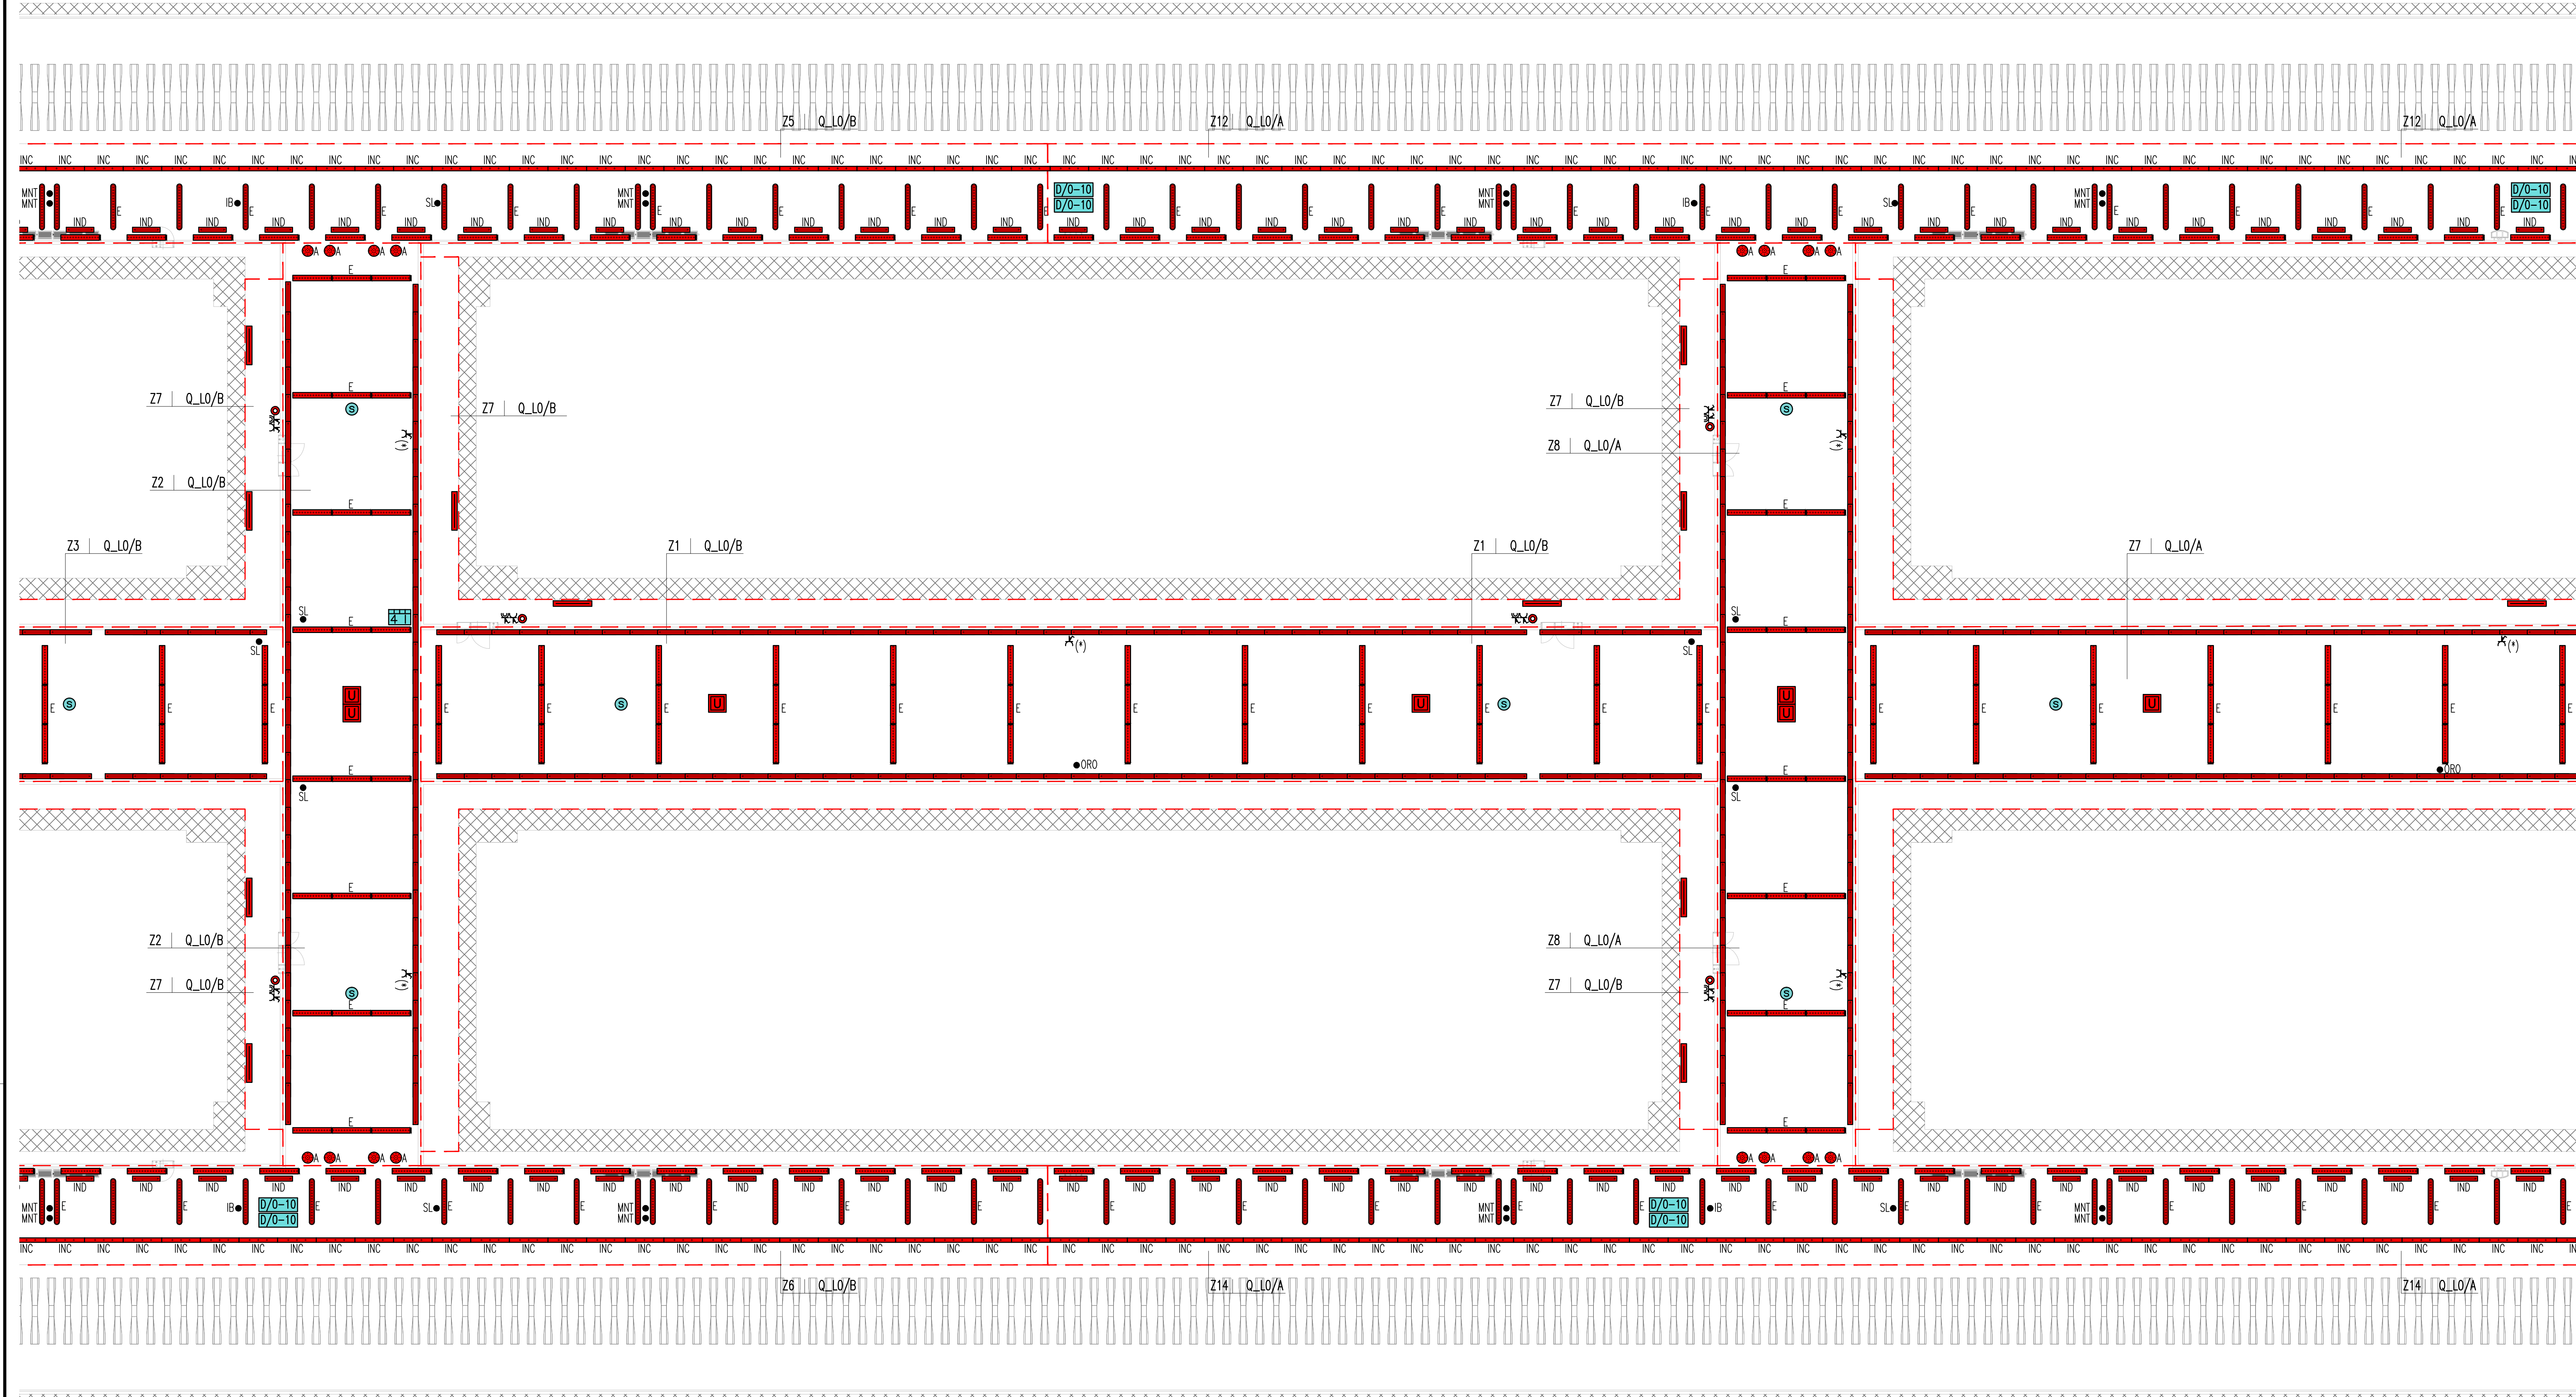 Z5 Q_L0/B Z12 Q_L0/A Z12 Q_L0/A
INC INC INC INC INC INC INC INC INC INC INC INC INC INC INC INC INC INC INC INC INC INC INC INC INC INC INC INC INC INC INC INC INC INC INC INC INC INC INC INC INC INC INC INC INC INC INC INC INC INC INC INC INC INC INC INC INC INC INC INC INC INC INC INC INC INC
MNT MNT D/0-10 MNT MNT D/0-10
MNT IB SL MNT D/0-10 MNT IB SL MNT D/0-10
E E E E E E E E E E E E E E E E E E E
IND IND IND IND IND IND IND IND IND IND IND IND IND IND IND IND IND IND IND IND IND IND IND IND IND IND IND IND IND IND IND IND IND IND IND IND IND IND
A A A A A A A A
E E
E E
Z7 Q_L0/B Z7 Q_L0/B Z7 Q_L0/B
S S
(*) (*)
Z8 Q_L0/A
Z2 Q_L0/B
E E
Z3 Q_L0/B Z1 Q_L0/B Z1 Q_L0/B Z7 Q_L0/A
SL SL
4
E E
SL (*) SL (*)
U U
S S U U S S U
U U
E E E E E E E E E E E E E E E E E E E E
ORO ORO
E E
SL SL
E E
Z2 Q_L0/B Z8 Q_L0/A
(*) (*)
Z7 Q_L0/B Z7 Q_L0/B
S S
E E
E E
A A A A A A A A
IND IND IND IND IND IND IND IND IND IND IND IND IND IND IND IND IND IND IND IND IND IND IND IND IND IND IND IND IND IND IND IND IND IND IND IND IND IND
E E E E E E E E E E E E E E E E E E E E
MNT IB D/0-10 SL MNT MNT D/0-10 IB SL MNT
MNT D/0-10 MNT MNT D/0-10 MNT
INC INC INC INC INC INC INC INC INC INC INC INC INC INC INC INC INC INC INC INC INC INC INC INC INC INC INC INC INC INC INC INC INC INC INC INC INC INC INC INC INC INC INC INC INC INC INC INC INC INC INC INC INC INC INC INC INC INC INC INC INC INC INC INC INC INC
Z6 Q_L0/B Z14 Q_L0/A Z14 Q_L0/A